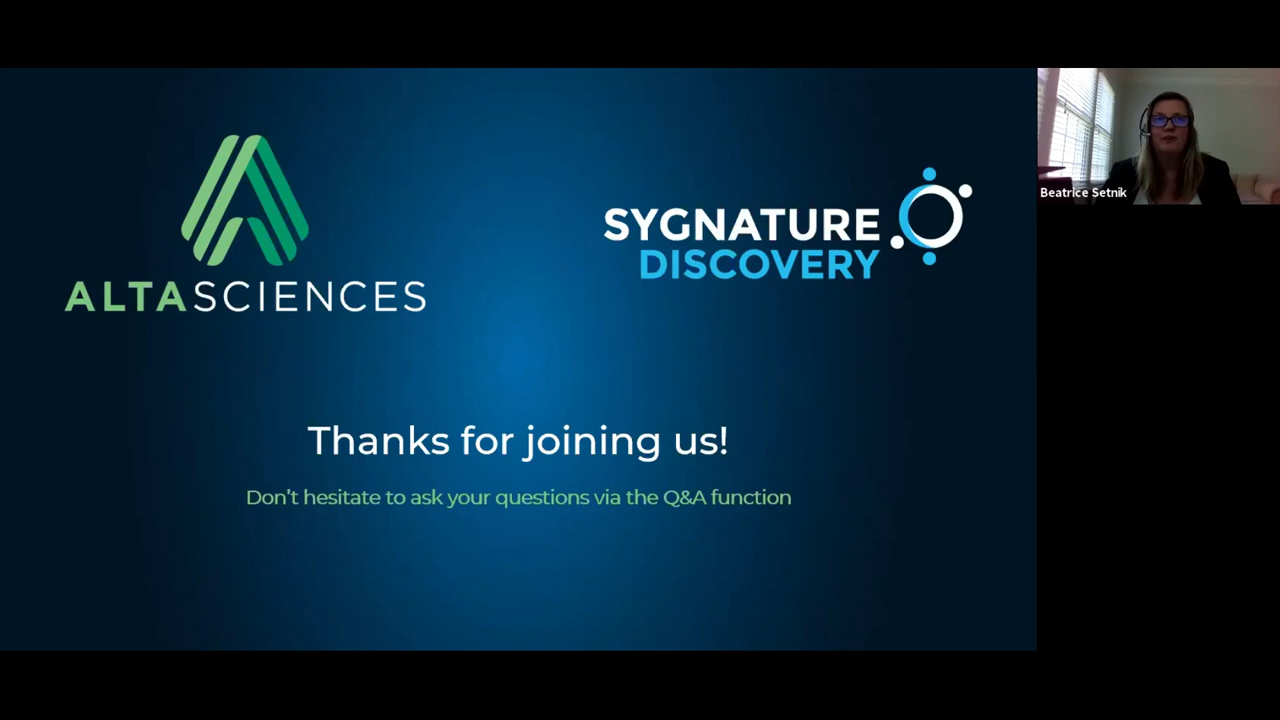 ALTASCIENCES
SYGNATURE
DISCOVERY
Beatrice Setnik
Thanks for joining us!
Don't hesitate to ask your questions via the Q&A function